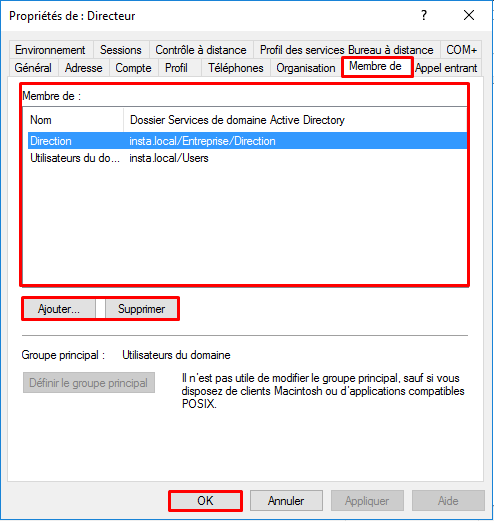 Propriétés de : Directeur
?
Environnement Sessions Contrôle à distance Profil des services Bureau à distance COM+
Général Adresse Compte Profil Téléphones Organisation Membre de Appel entrant
Membre de :
Nom Dossier Services de domaine Active Directory
Direction insta.local/Entreprise/Direction
Utilisateurs du do... insta.local/Users
Ajouter... Supprimer
Groupe principal : Utilisateurs du domaine
Définir le groupe principal
Il n'est pas utile de modifier le groupe principal, sauf si vous
disposez de clients Macintosh ou d'applications compatibles
POSIX.
OK Annuler Appliquer Aide